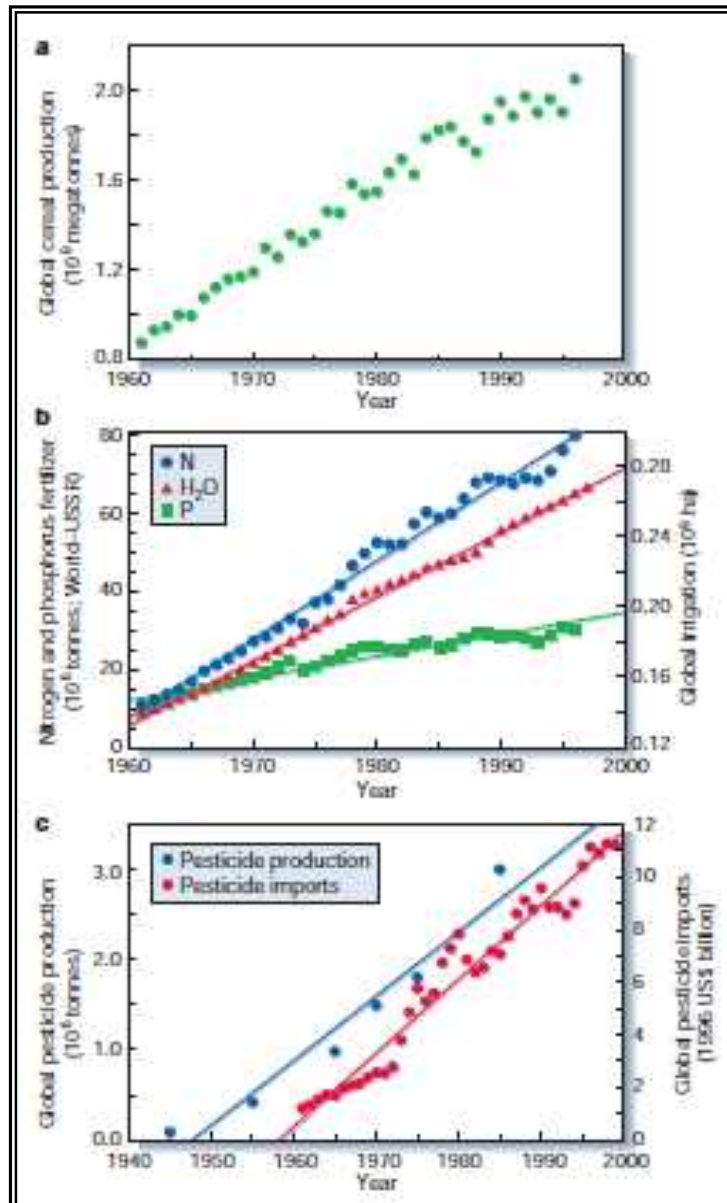 a
Global cereal production
(10⁹ megatonnes)
2.0
1.6
1.2
0.8
1960 1970 1980 1990 2000
Year
b
Nitrogen and phosphorus fertilizer
(10⁶ tonnes; World–USSR)
80
60
40
20
0
N
H₂O
P
0.28
0.24
0.20
0.16
0.12
Global irrigation (10⁹ ha)
1960 1970 1980 1990 2000
Year
c
Global pesticide production
(10⁶ tonnes)
3.0
2.0
1.0
0.0
Pesticide production
Pesticide imports
12
10
8
6
4
2
0
Global pesticide imports
(1996 US$ billion)
1940 1950 1960 1970 1980 1990 2000
Year